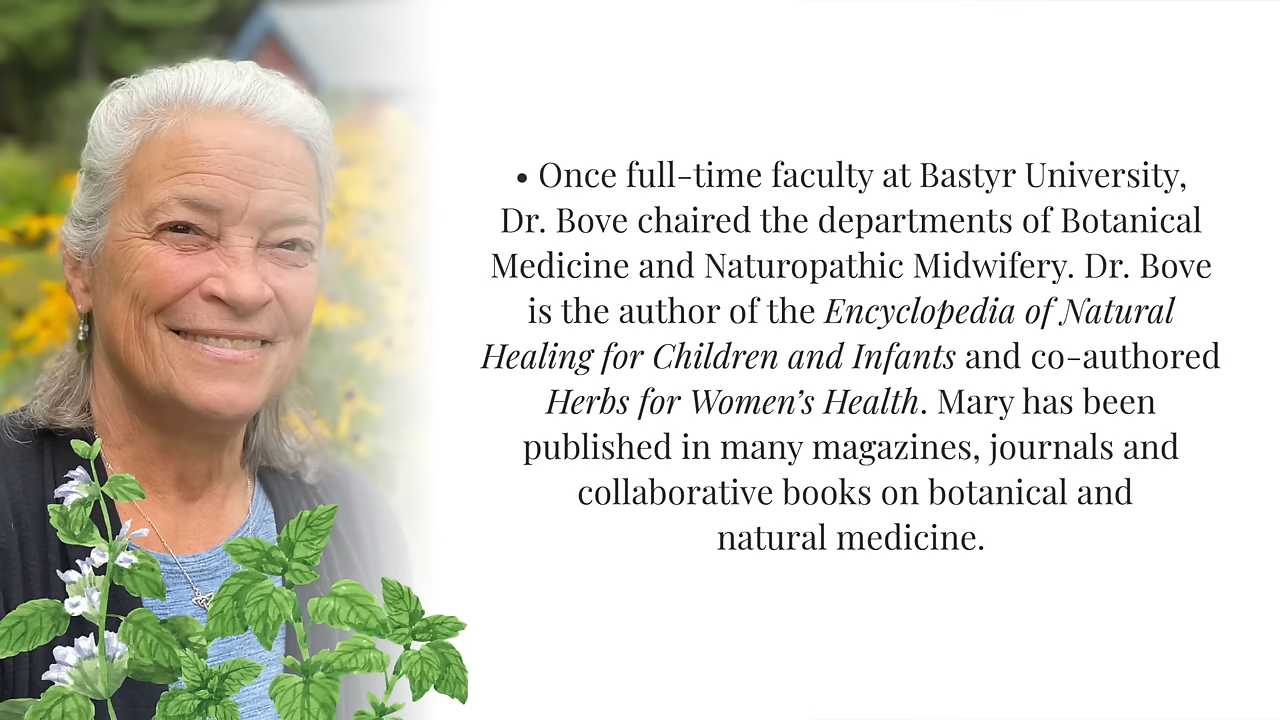 • Once full-time faculty at Bastyr University,
Dr. Bove chaired the departments of Botanical
Medicine and Naturopathic Midwifery. Dr. Bove
is the author of the Encyclopedia of Natural
Healing for Children and Infants and co-authored
Herbs for Women’s Health. Mary has been
published in many magazines, journals and
collaborative books on botanical and
natural medicine.